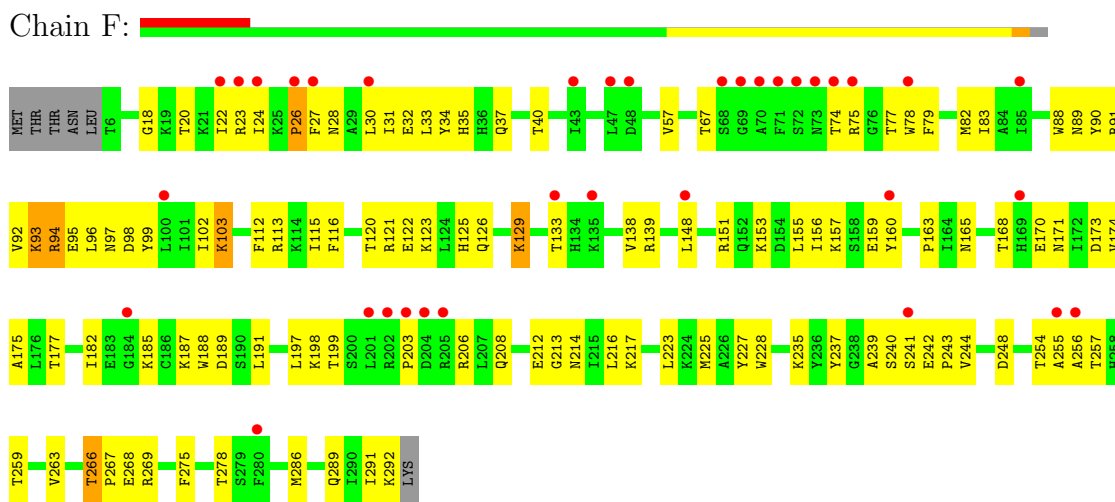 Chain F:
MET THR THR ASN LEU T6 G18 K19 T20 K21 I22 R23 I24 K25 P26 F27 N28 A29 L30 I31 E32 L33 Y34 H35 H36 Q37 T40 I43 L47 D48 V57 T67 S68 G69 A70 F71 S72 N73 T74 R75 G76 T77 W78 F79 M82 I83 A84 I85 W88 N89 Y90
V92 K93 R94 E95 L96 N97 D98 Y99 L100 I101 I102 K103 F112 R113 K114 I115 F116 T120 R121 E122 K123 L124 H125 Q126 K129 T133 H134 K135 V138 R139 L148 R151 Q152 K153 D154 L155 I156 K157 S158 E159 Y160 P163 I164 N165 T168 H169 E170 N171 I172 D173
A175 L176 T177 I182 E183 G184 K185 C186 K187 W188 D189 S190 L191 L197 K198 T199 S200 L201 R202 P203 D204 R205 R206 L207 Q208 E212 G213 N214 I215 L216 K217 L223 K224 M225 A226 Y227 W228 K235 Y236 Y237 G238 A239 S240 S241 E242 P243 V244 D248 T254 A255 A256 T257
T259 V263 T266 P267 E268 R269 F275 T278 S279 F280 M286 Q289 I290 I291 K292 LYS